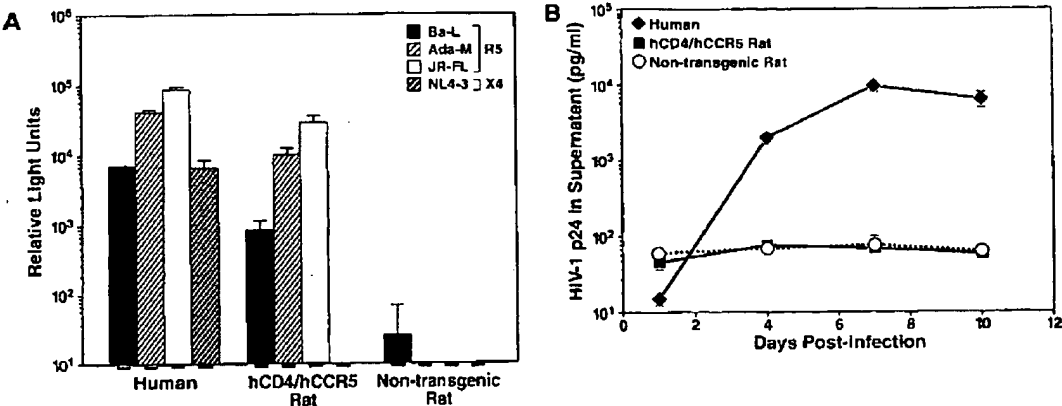 A
Relative Light Units
10⁶
10⁵
10⁴
10³
10²
10¹
Ba-L
Ada-M
JR-FL
R5
NL4-3
X4
Human
hCD4/hCCR5
Rat
Non-transgenic
Rat
B
HIV-1 p24 in Supernatant (pg/ml)
10⁵
10⁴
10³
10²
10¹
Human
hCD4/hCCR5 Rat
Non-transgenic Rat
0 2 4 6 8 10 12
Days Post-Infection